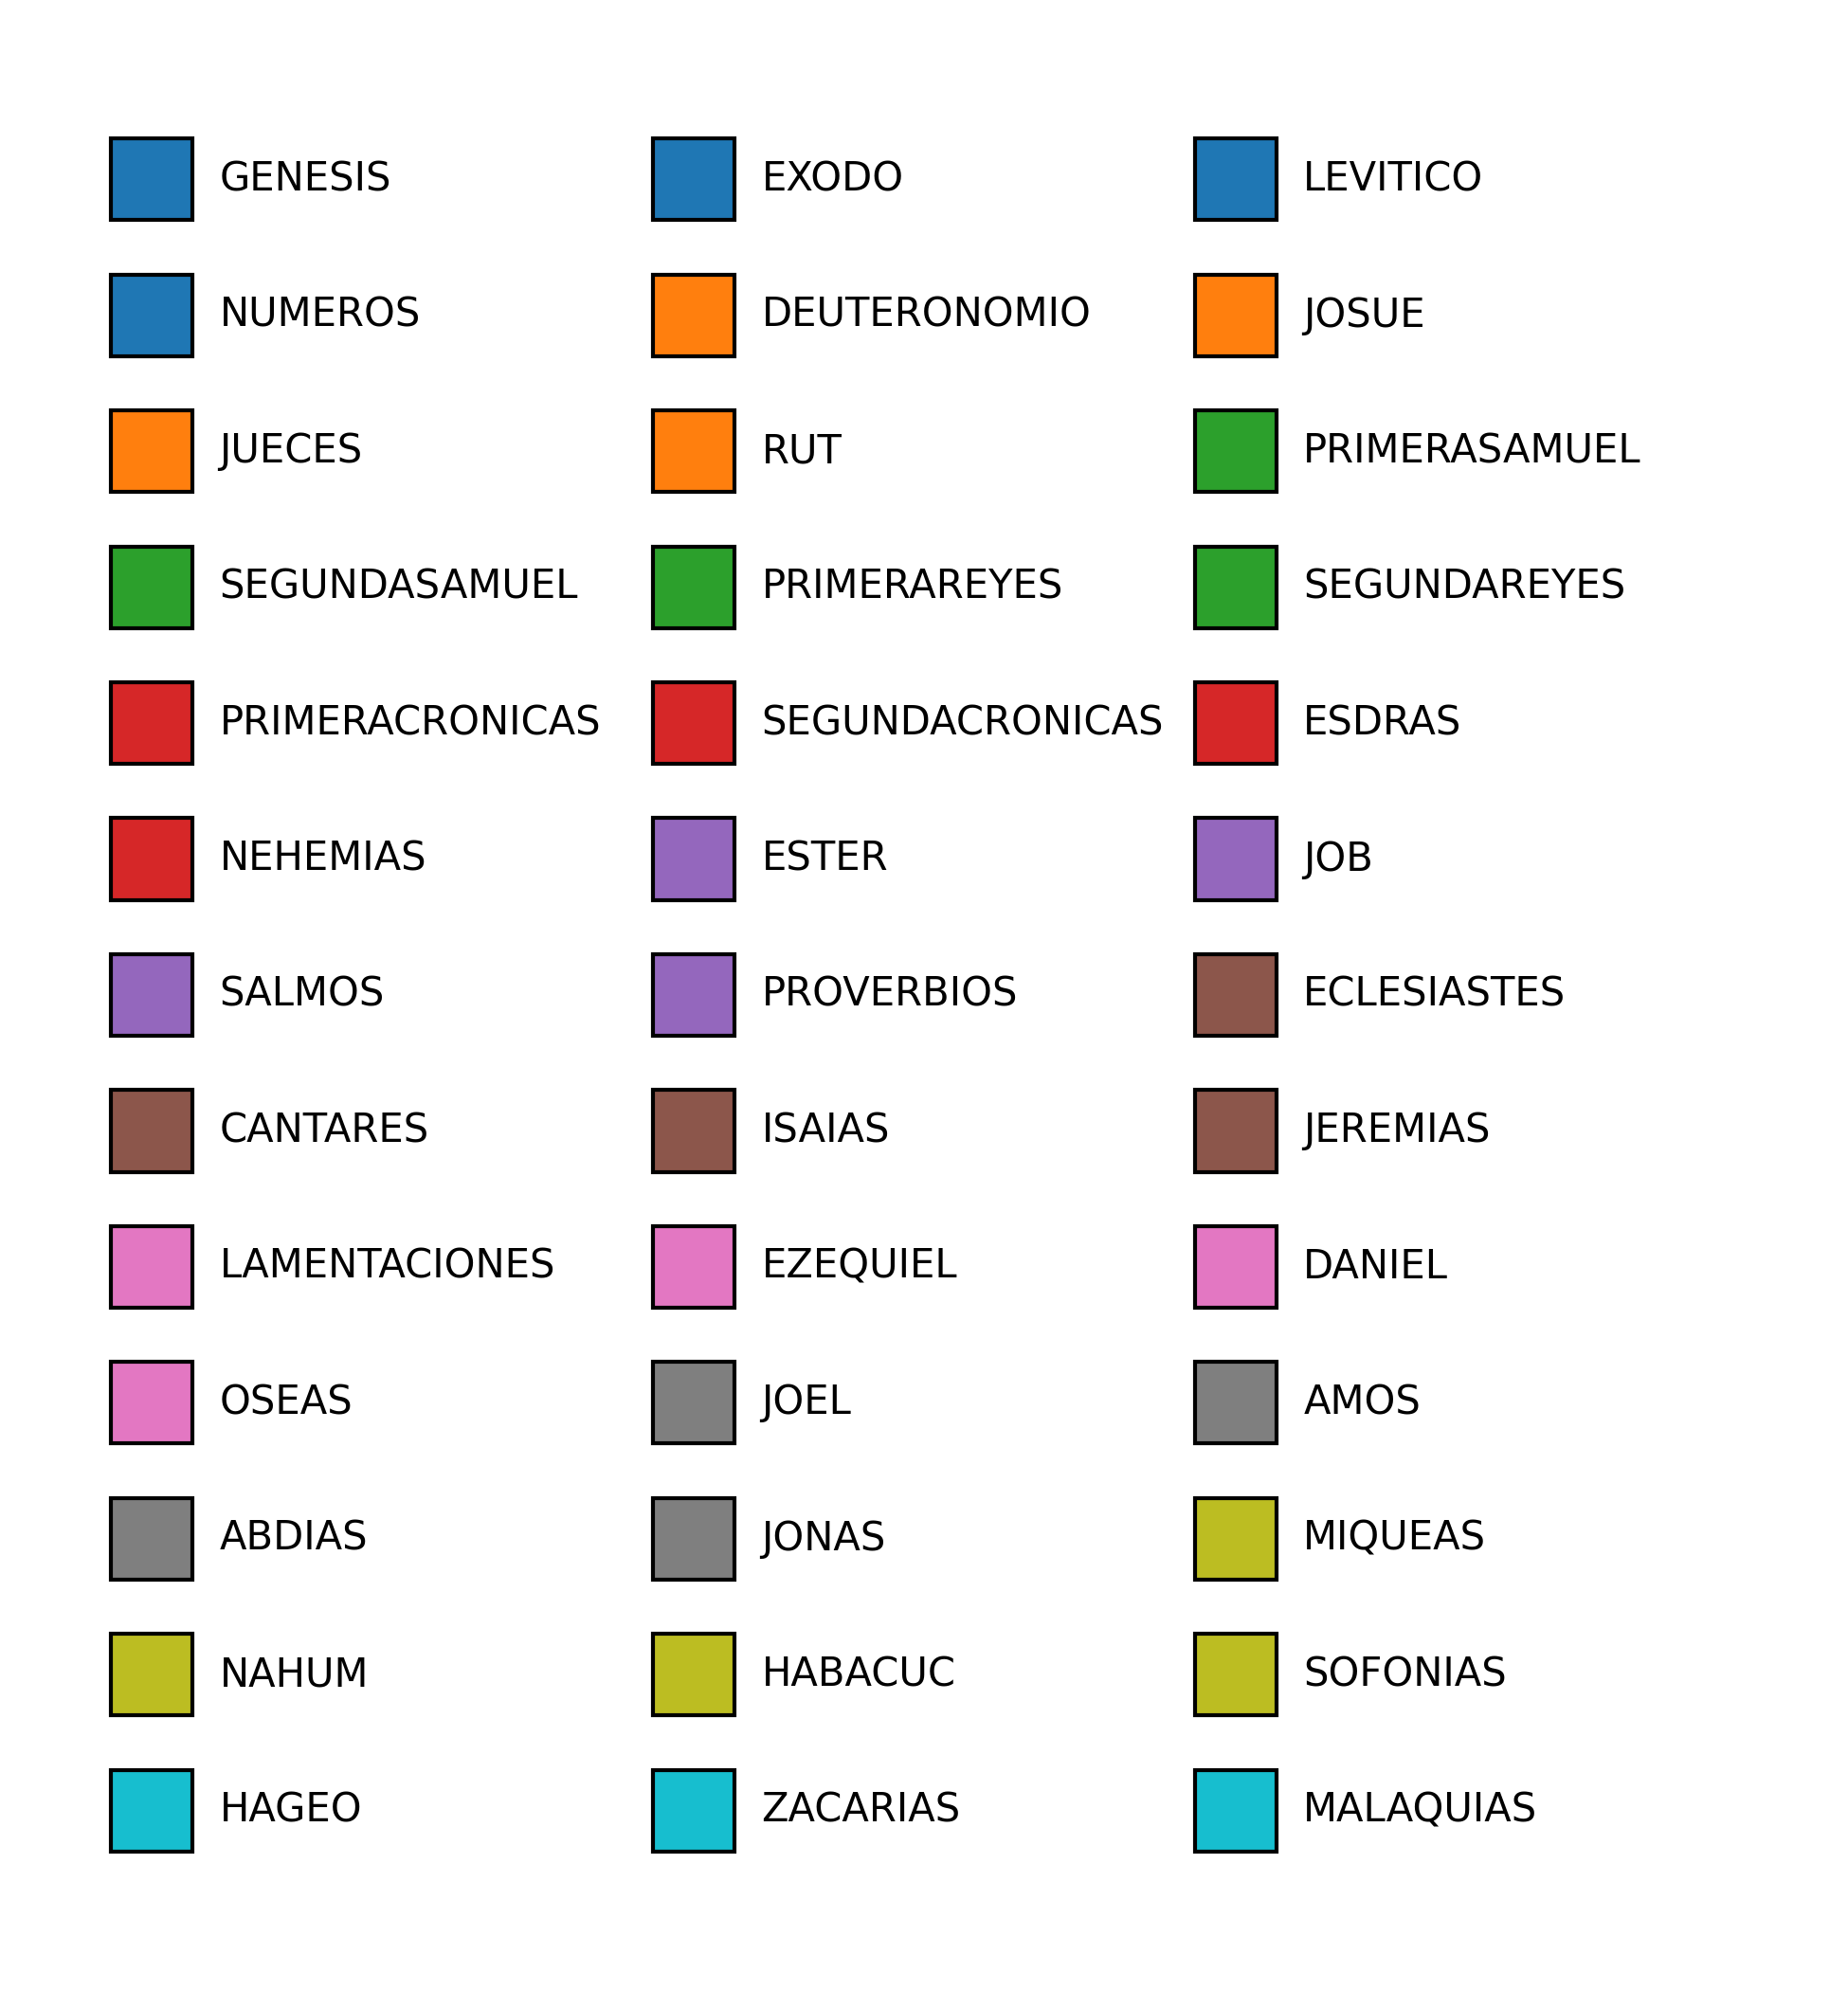 GENESIS EXODO LEVITICO
NUMEROS DEUTERONOMIO JOSUE
JUECES RUT PRIMERASAMUEL
SEGUNDASAMUEL PRIMERAREYES SEGUNDAREYES
PRIMERACRONICAS SEGUNDACRONICAS ESDRAS
NEHEMIAS ESTER JOB
SALMOS PROVERBIOS ECLESIASTES
CANTARES ISAIAS JEREMIAS
LAMENTACIONES EZEQUIEL DANIEL
OSEAS JOEL AMOS
ABDIAS JONAS MIQUEAS
NAHUM HABACUC SOFONIAS
HAGEO ZACARIAS MALAQUIAS